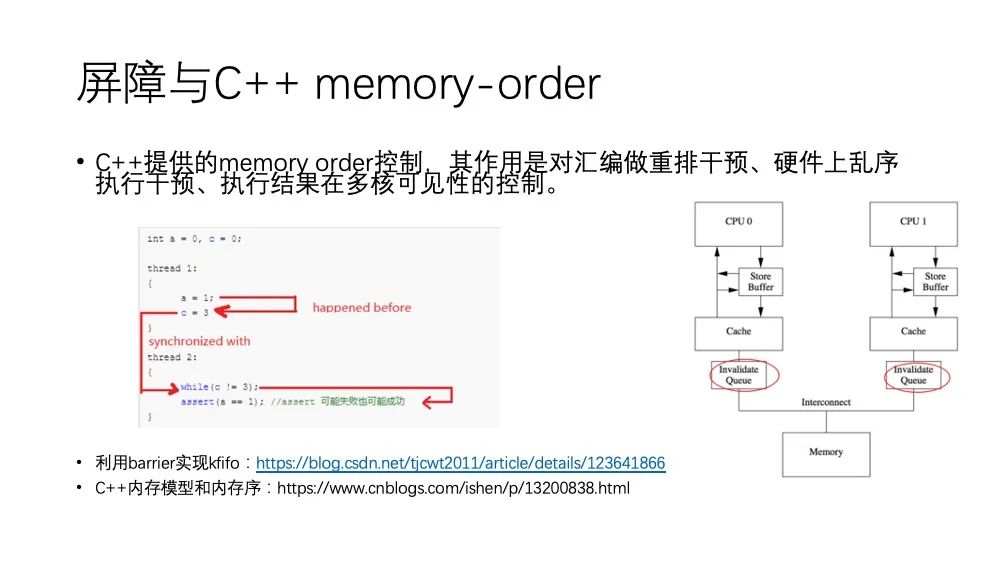 屏障与C++ memory-order
• C++提供的memory order控制，其作用是对汇编做重排干预、硬件上乱序
执行干预、执行结果在多核可见性的控制。
int a = 0, c = 0;
thread 1:
{
a = 1;
c = 3
}
happened before
synchronized with
thread 2:
{
while(c != 3);
assert(a == 1); //assert 可能失败也可能成功
}
CPU 0
CPU 1
Store
Buffer
Store
Buffer
Cache
Cache
Invalidate
Queue
Invalidate
Queue
Interconnect
Memory
• 利用barrier实现kfifo：https://blog.csdn.net/tjcwt2011/article/details/123641866
• C++内存模型和内存序：https://www.cnblogs.com/ishen/p/13200838.html